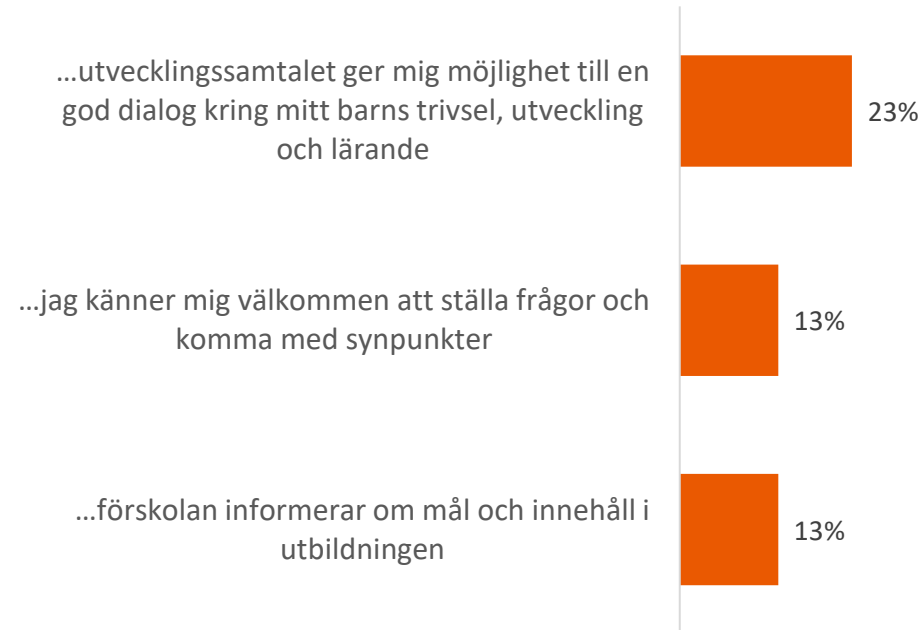 ...utvecklingssamtalet ger mig möjlighet till en
god dialog kring mitt barns trivsel, utveckling
och lärande
23%
...jag känner mig välkommen att ställa frågor och
komma med synpunkter
13%
...förskolan informerar om mål och innehåll i
utbildningen
13%